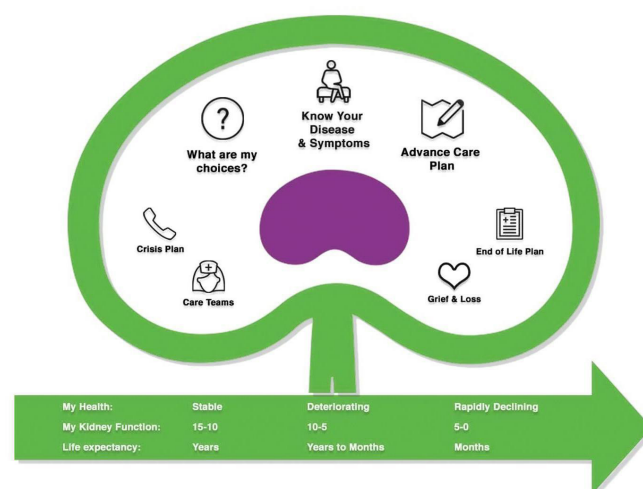 ?
Know Your
Disease
& Symptoms
What are my
choices?
Advance Care
Plan
Crisis Plan
End of Life Plan
Care Teams
Grief & Loss
My Health: Stable Deteriorating Rapidly Declining
My Kidney Function: 15-10 10-5 5-0
Life expectancy: Years Years to Months Months